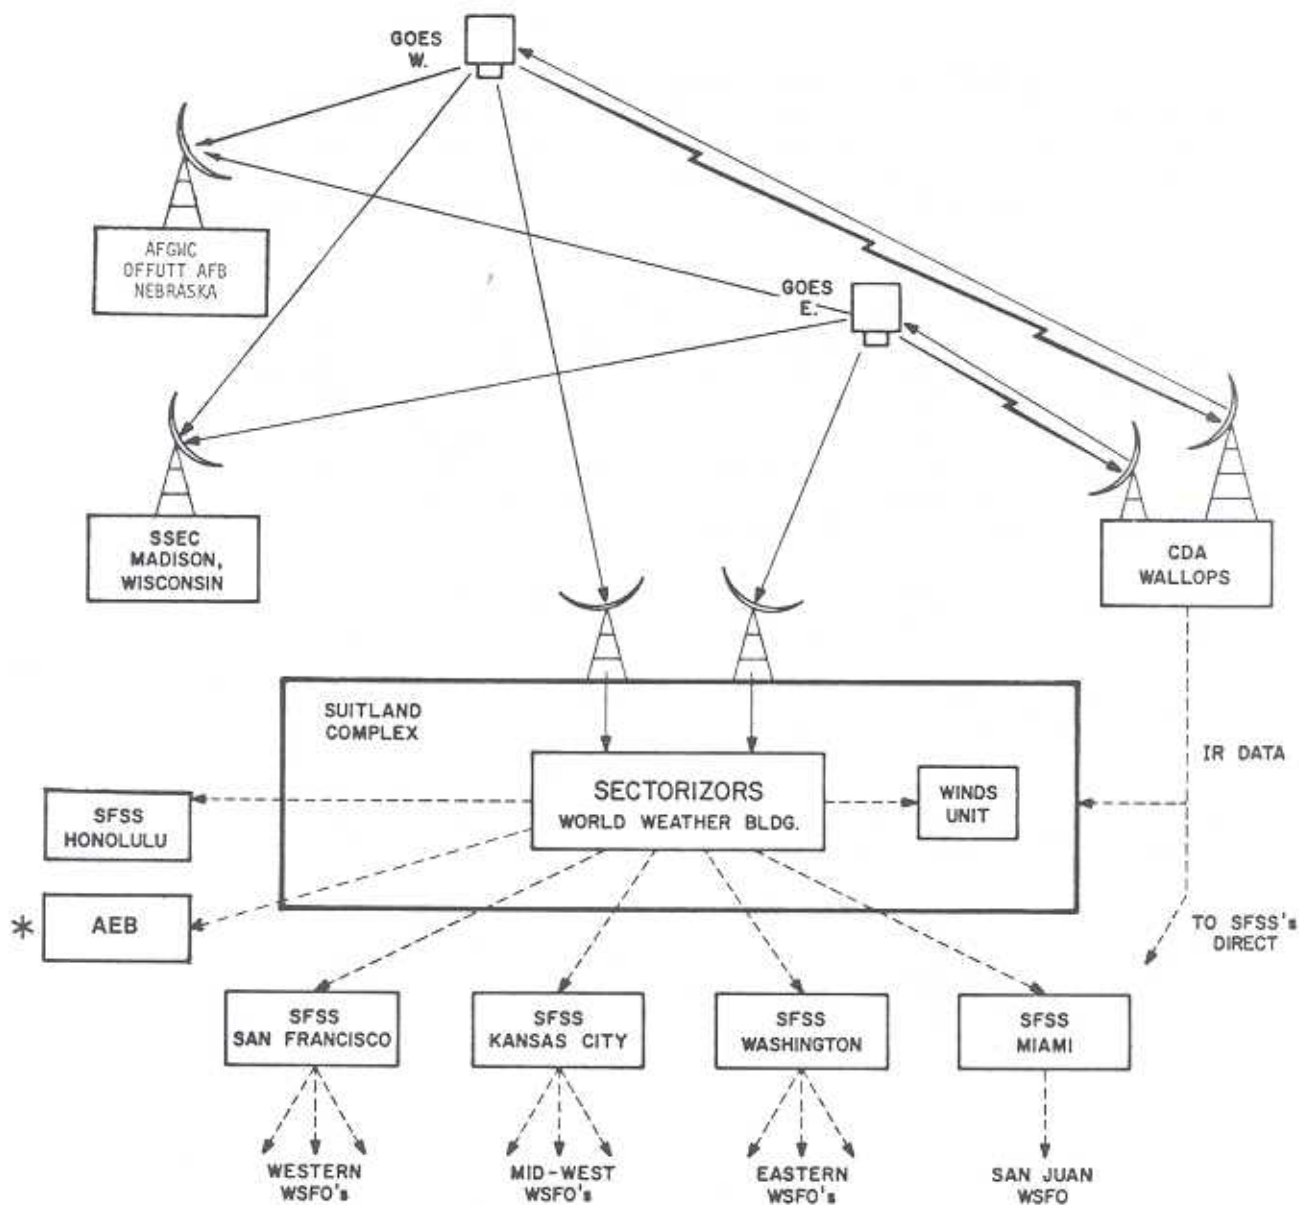 GOES
W.
AFGWC
OFFUTT AFB
NEBRASKA
GOES
E.
SSEC
MADISON,
WISCONSIN
CDA
WALLOPS
SUITLAND
COMPLEX
SECTORIZORS
WORLD WEATHER BLDG.
WINDS
UNIT
IR DATA
SFSS
HONOLULU
* AEB
TO SFSS's
DIRECT
SFSS
SAN FRANCISCO
SFSS
KANSAS CITY
SFSS
WASHINGTON
SFSS
MIAMI
WESTERN
WSFO's
MID-WEST
WSFO's
EASTERN
WSFO's
SAN JUAN
WSFO